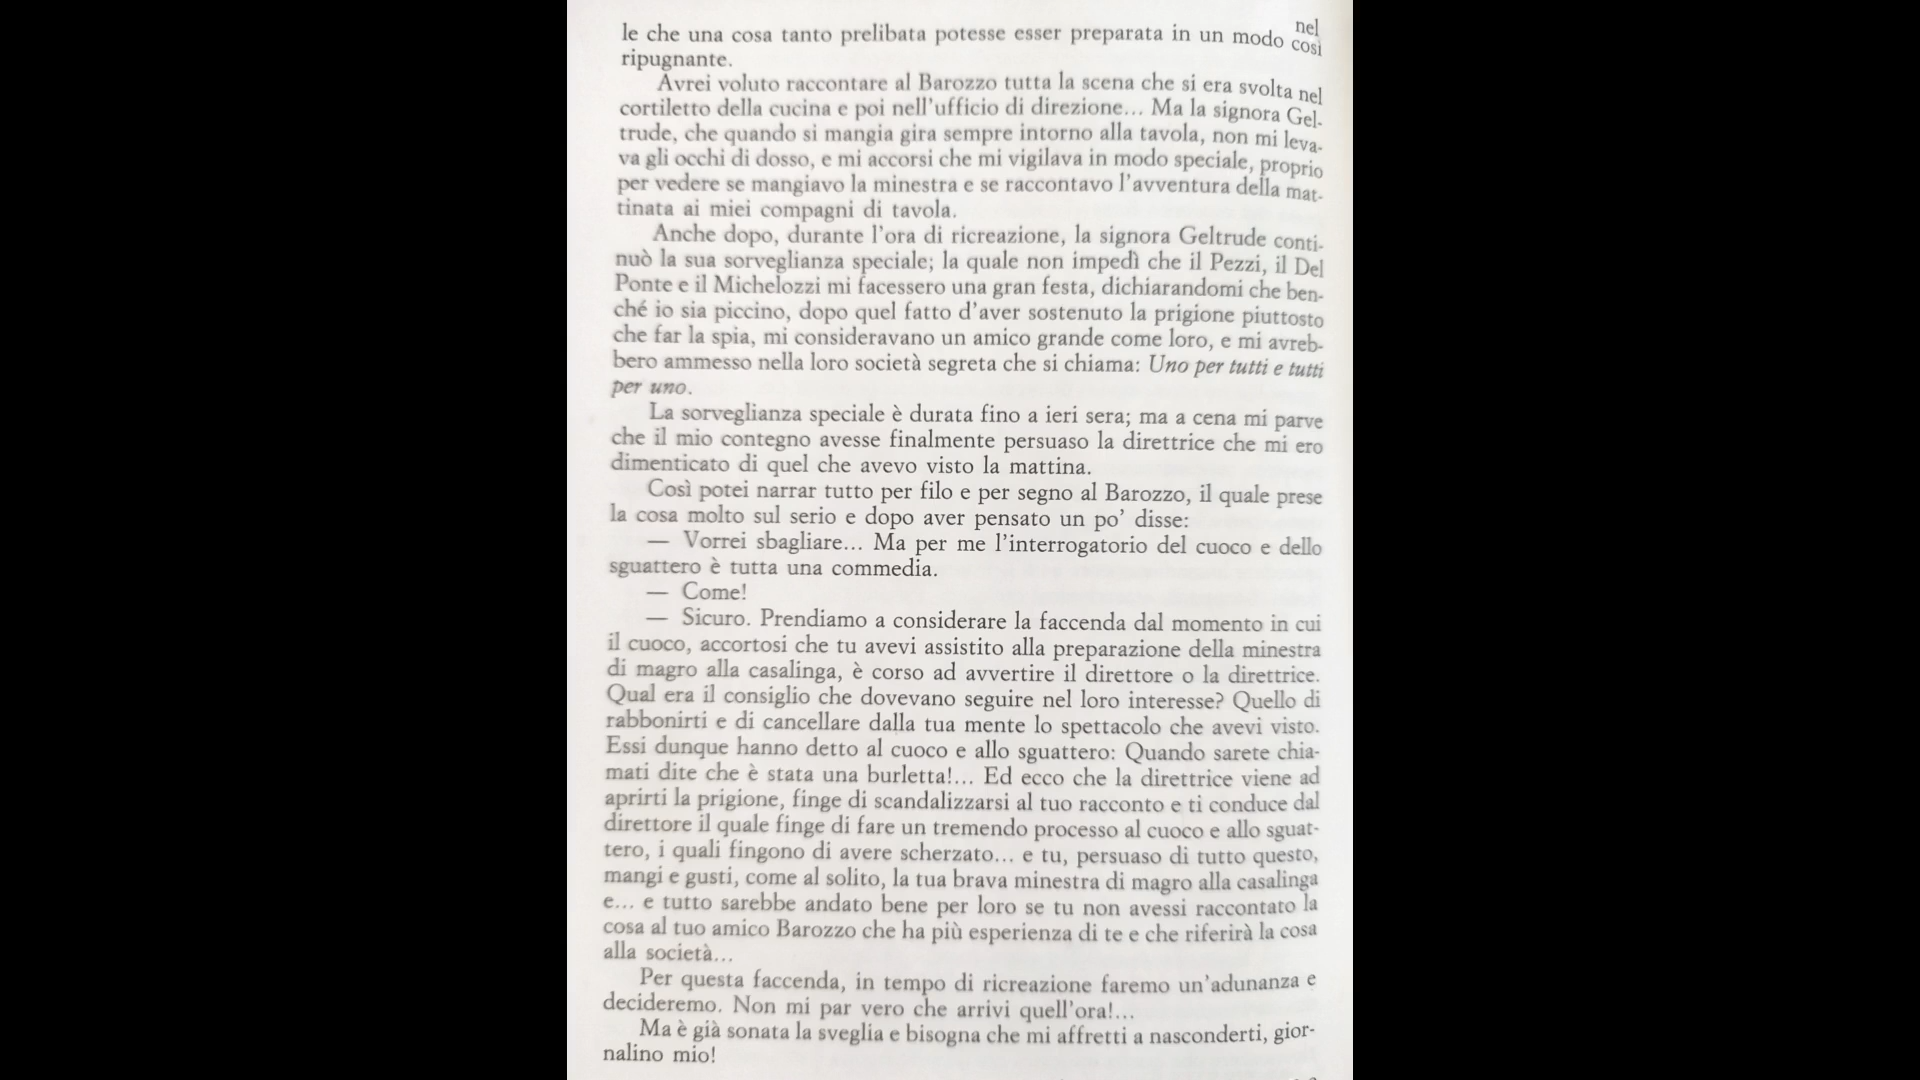 nel
le che una cosa tanto prelibata potesse esser preparata in un modo così
ripugnante.
Avrei voluto raccontare al Barozzo tutta la scena che si era svolta nel
cortiletto della cucina e poi nell'ufficio di direzione... Ma la signora Gel-
trude, che quando si mangia gira sempre intorno alla tavola, non mi leva-
va gli occhi di dosso, e mi accorsi che mi vigilava in modo speciale, proprio
per vedere se mangiavo la minestra e se raccontavo l'avventura della mat-
tinata ai miei compagni di tavola.
Anche dopo, durante l'ora di ricreazione, la signora Geltrude conti-
nuò la sua sorveglianza speciale; la quale non impedì che il Pezzi, il Del
Ponte e il Michelozzi mi facessero una gran festa, dichiarandomi che ben-
ché io sia piccino, dopo quel fatto d'aver sostenuto la prigione piuttosto
che far la spia, mi consideravano un amico grande come loro, e mi avreb-
bero ammesso nella loro società segreta che si chiama: Uno per tutti e tutti
per uno.
La sorveglianza speciale è durata fino a ieri sera; ma a cena mi parve
che il mio contegno avesse finalmente persuaso la direttrice che mi ero
dimenticato di quel che avevo visto la mattina.
Così potei narrar tutto per filo e per segno al Barozzo, il quale prese
la cosa molto sul serio e dopo aver pensato un po' disse:
— Vorrei sbagliare... Ma per me l'interrogatorio del cuoco e dello
sguattero è tutta una commedia.
— Come!
— Sicuro. Prendiamo a considerare la faccenda dal momento in cui
il cuoco, accortosi che tu avevi assistito alla preparazione della minestra
di magro alla casalinga, è corso ad avvertire il direttore o la direttrice.
Qual era il consiglio che dovevano seguire nel loro interesse? Quello di
rabbonirti e di cancellare dalla tua mente lo spettacolo che avevi visto.
Essi dunque hanno detto al cuoco e allo sguattero: Quando sarete chia-
mati dite che è stata una burletta!... Ed ecco che la direttrice viene ad
aprirti la prigione, finge di scandalizzarsi al tuo racconto e ti conduce dal
direttore il quale finge di fare un tremendo processo al cuoco e allo sguat-
tero, i quali fingono di avere scherzato... e tu, persuaso di tutto questo,
mangi e gusti, come al solito, la tua brava minestra di magro alla casalinga
e... e tutto sarebbe andato bene per loro se tu non avessi raccontato la
cosa al tuo amico Barozzo che ha più esperienza di te e che riferirà la cosa
alla società...
Per questa faccenda, in tempo di ricreazione faremo un'adunanza e
decideremo. Non mi par vero che arrivi quell'ora!...
Ma è già sonata la sveglia e bisogna che mi affretti a nasconderti, gior-
nalino mio!